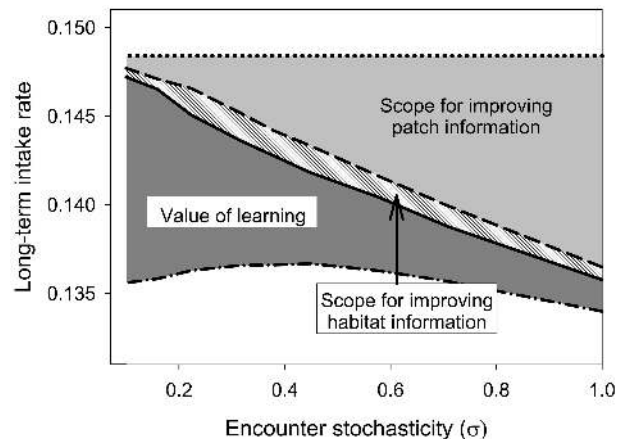 0.150
0.145
0.140
0.135
Long-term intake rate
Scope for improving
patch information
Value of learning
Scope for improving
habitat information
0.2
0.4
0.6
0.8
1.0
Encounter stochasticity (σ)